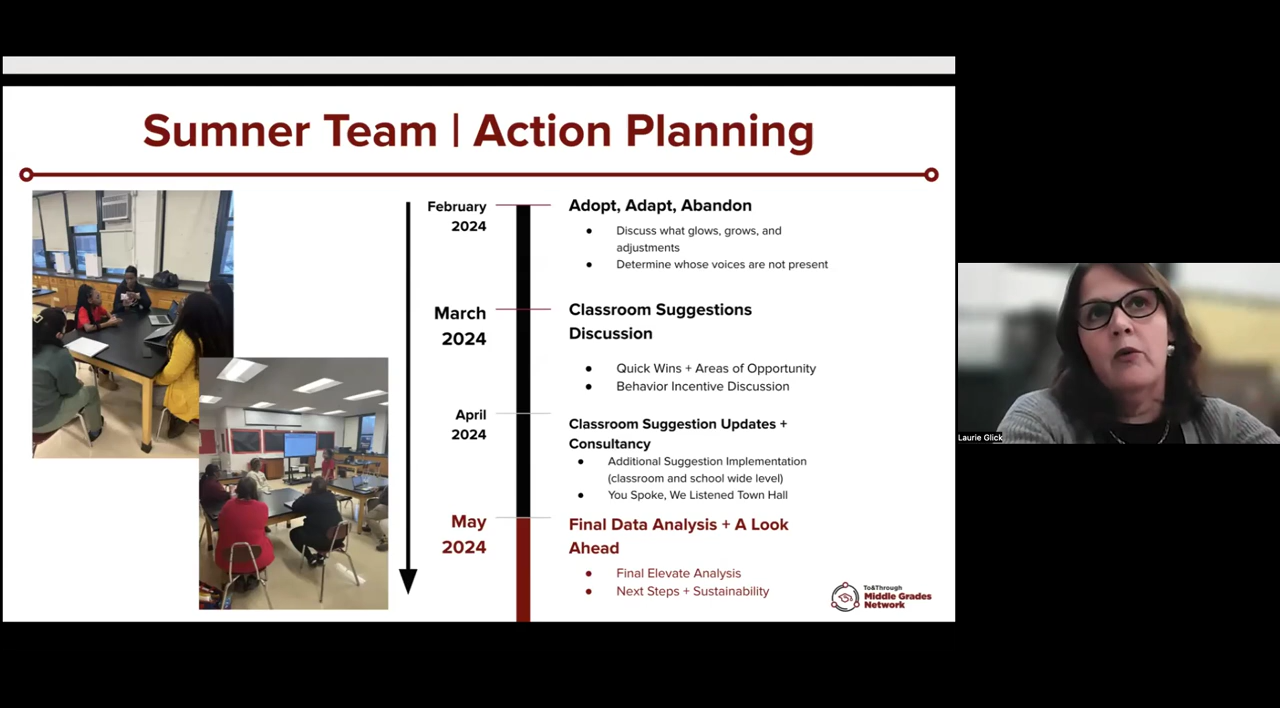 Sumner Team | Action Planning
February
2024
Adopt, Adapt, Abandon
● Discuss what glows, grows, and
adjustments
● Determine whose voices are not present
March
2024
Classroom Suggestions
Discussion
● Quick Wins + Areas of Opportunity
● Behavior Incentive Discussion
April
2024
Classroom Suggestion Updates +
Consultancy
● Additional Suggestion Implementation
(classroom and school wide level)
● You Spoke, We Listened Town Hall
May
2024
Final Data Analysis + A Look
Ahead
● Final Elevate Analysis
● Next Steps + Sustainability
To&Through
Middle Grades
Network
Laurie Glick